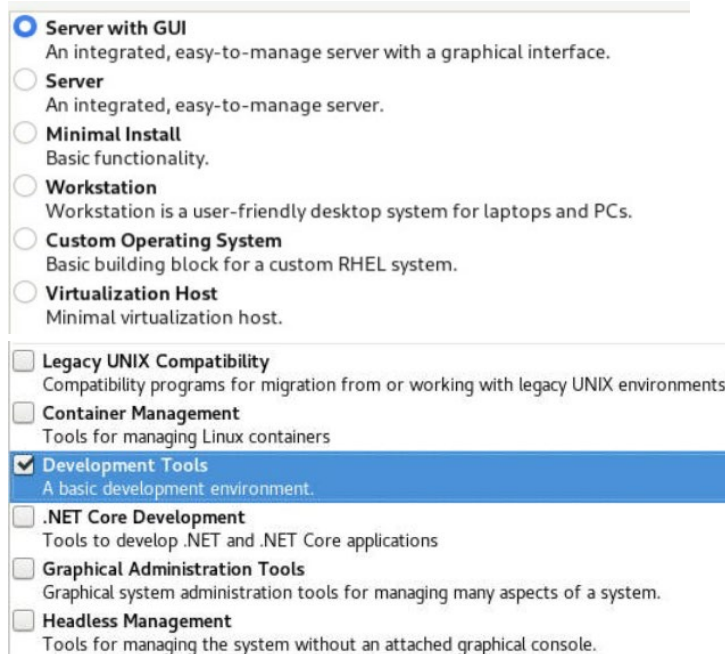 Server with GUI
An integrated, easy-to-manage server with a graphical interface.
Server
An integrated, easy-to-manage server.
Minimal Install
Basic functionality.
Workstation
Workstation is a user-friendly desktop system for laptops and PCs.
Custom Operating System
Basic building block for a custom RHEL system.
Virtualization Host
Minimal virtualization host.
Legacy UNIX Compatibility
Compatibility programs for migration from or working with legacy UNIX environments
Container Management
Tools for managing Linux containers
Development Tools
A basic development environment.
.NET Core Development
Tools to develop .NET and .NET Core applications
Graphical Administration Tools
Graphical system administration tools for managing many aspects of a system.
Headless Management
Tools for managing the system without an attached graphical console.